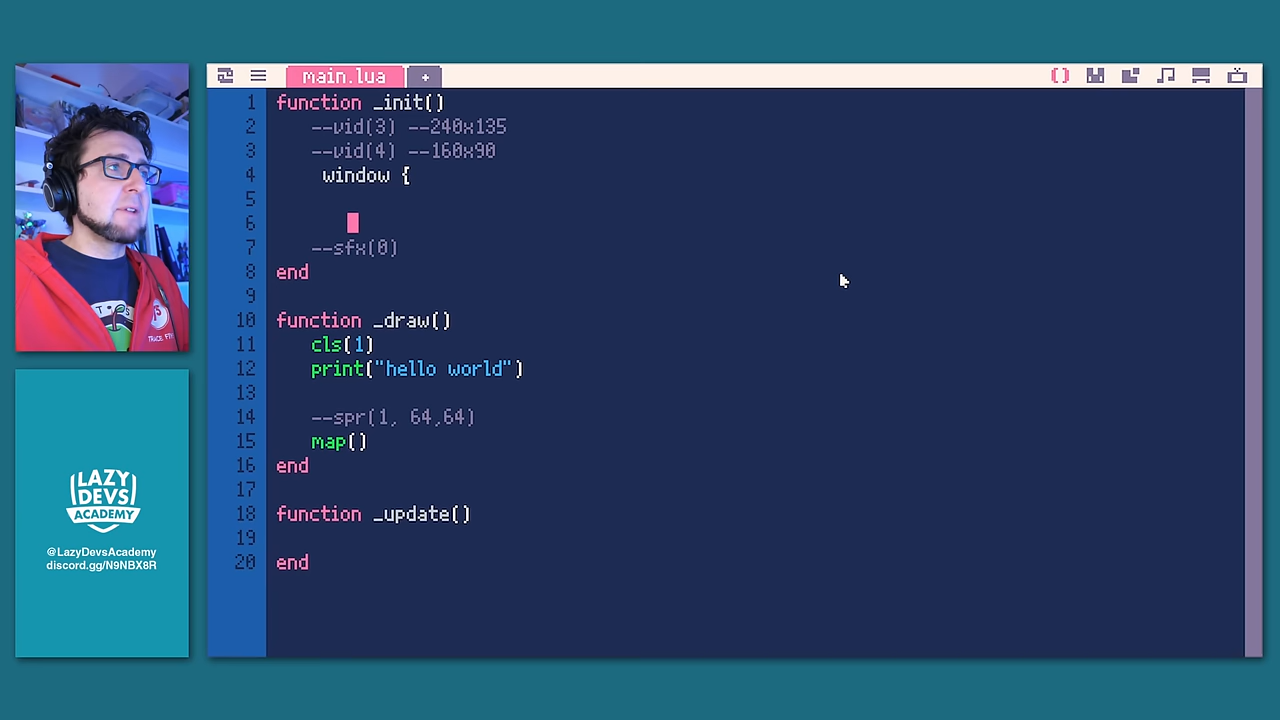 main.lua
+
1 function _init()
2 --vid(3) --240x135
3 --vid(4) --160x90
4 window {
5
6
7 --sfx(0)
8 end
9
10 function _draw()
11 cls(1)
12 print("hello world")
13
14 --spr(1, 64,64)
15 map()
16 end
17
18 function _update()
19
20 end
LAZY
DEVS
ACADEMY
@LazyDevsAcademy
discord.gg/N9NBX8R